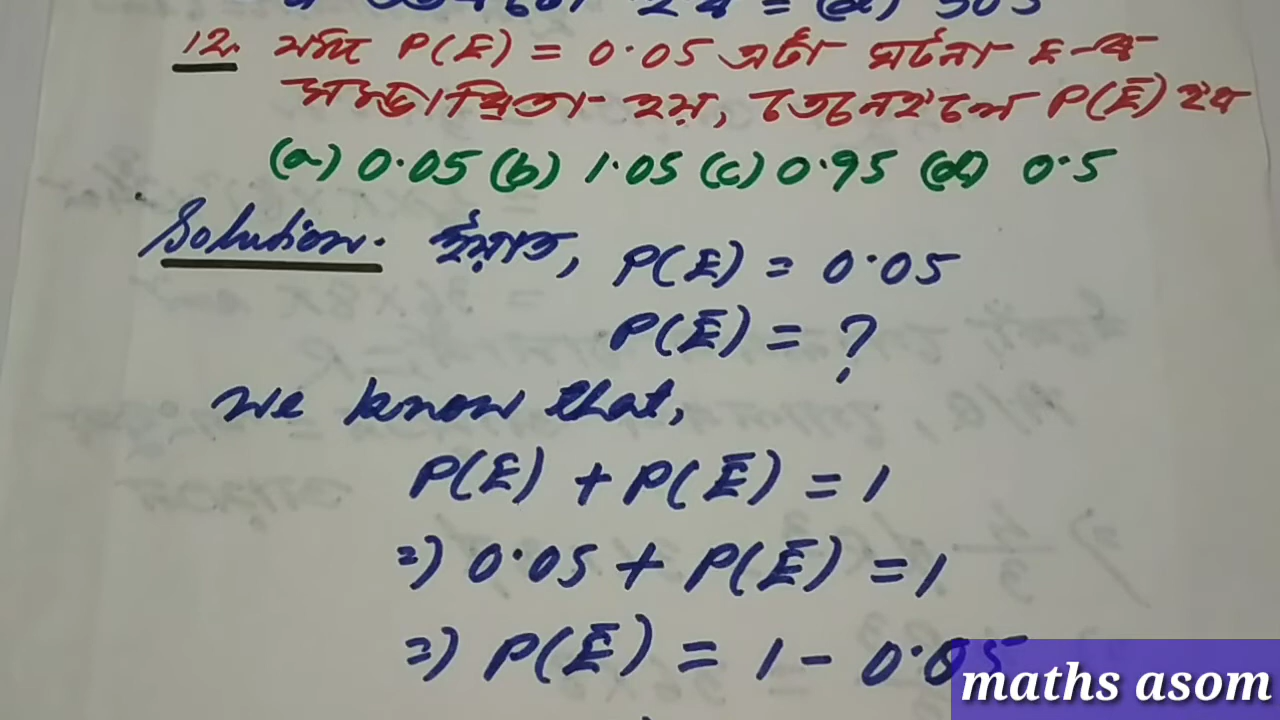 = (d) 505
12. যদি P(E) = 0.05 এটা ঘটনা E-ৰ
সম্ভাৱিতা হয়, তেনেহ'লে P(Ē) হ'ব
(a) 0.05 (b) 1.05 (c) 0.95 (d) 0.5
Solution. ইয়াত, P(E) = 0.05
P(Ē) = ?
We know that,
P(E) + P(Ē) = 1
=) 0.05 + P(Ē) = 1
=) P(Ē) = 1 - 0.05
maths asom